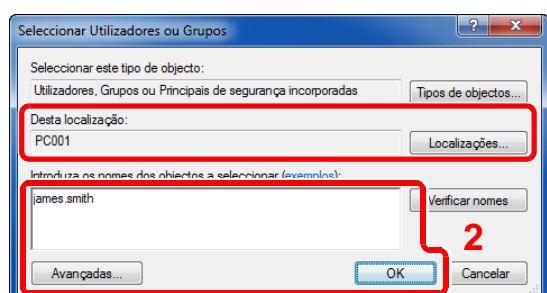 Seleccionar Utilizadores ou Grupos
Seleccionar este tipo de objecto:
Utilizadores, Grupos ou Principais de segurança incorporadas
Tipos de objectos...
Desta localização:
PC001
Localizações...
Introduza os nomes dos objectos a seleccionar (exemplos):
james.smith
Verificar nomes
2
Avançadas...
OK
Cancelar